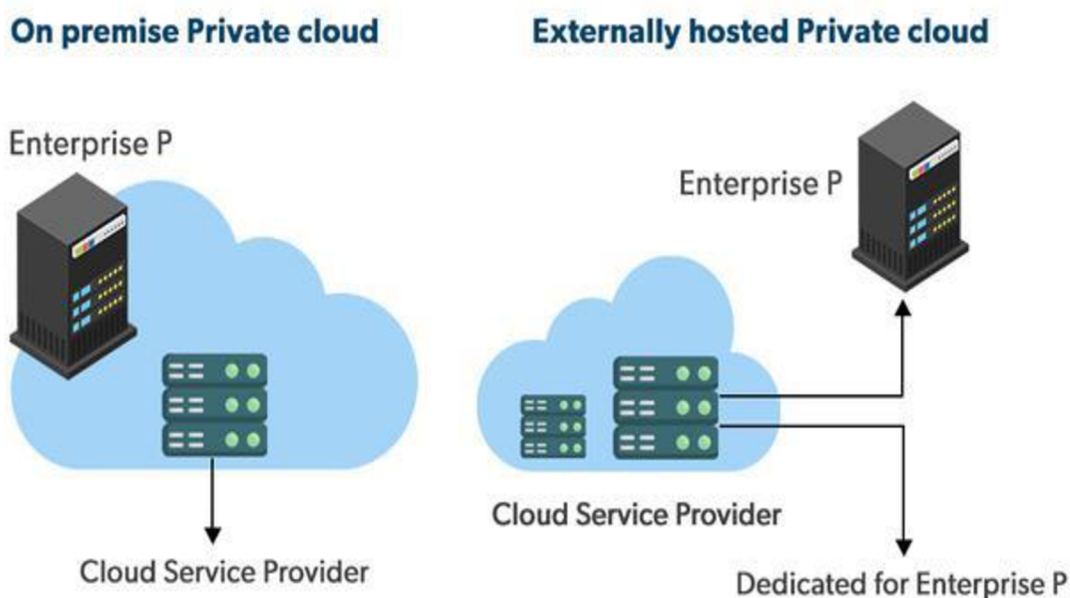 On premise Private cloud
Externally hosted Private cloud
Enterprise P
Enterprise P
Cloud Service Provider
Cloud Service Provider
Dedicated for Enterprise P